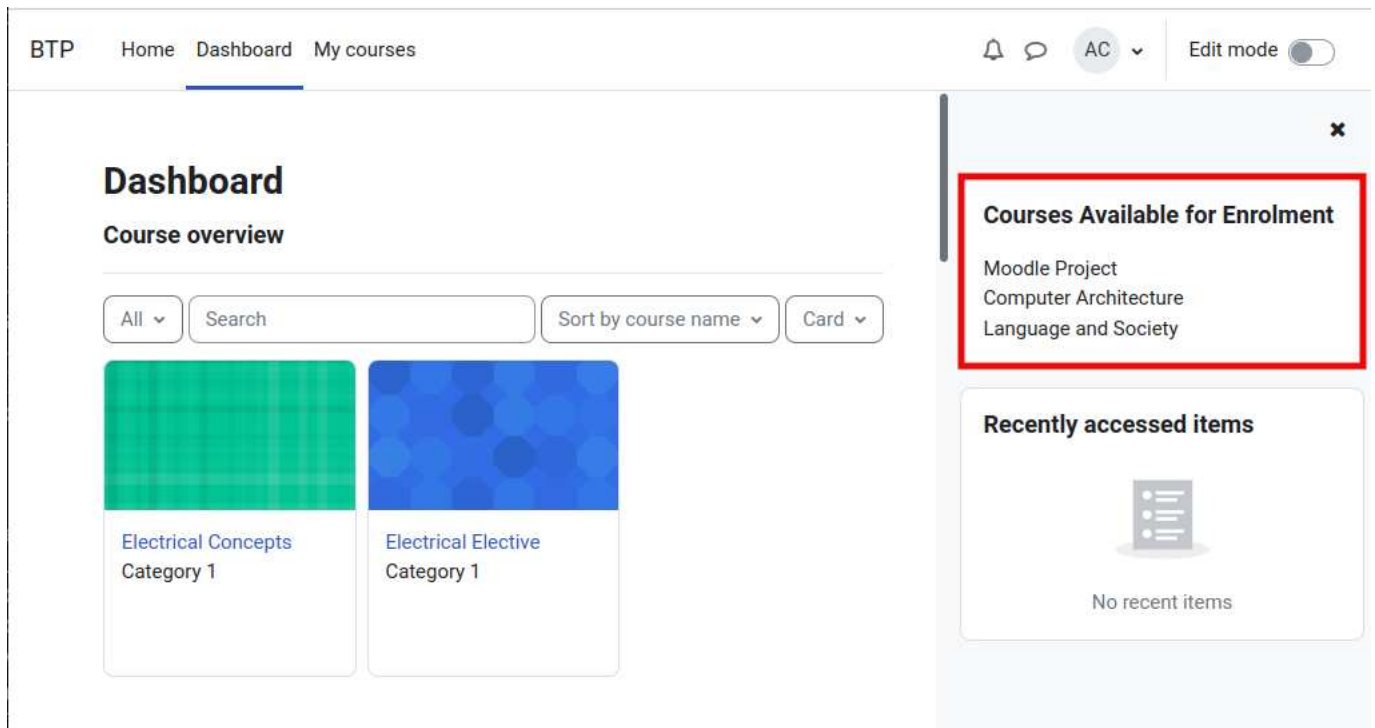 BTP Home Dashboard My courses AC Edit mode
Dashboard
Course overview
All Search Sort by course name Card
Electrical Concepts
Category 1
Electrical Elective
Category 1
Courses Available for Enrolment
Moodle Project
Computer Architecture
Language and Society
Recently accessed items
No recent items